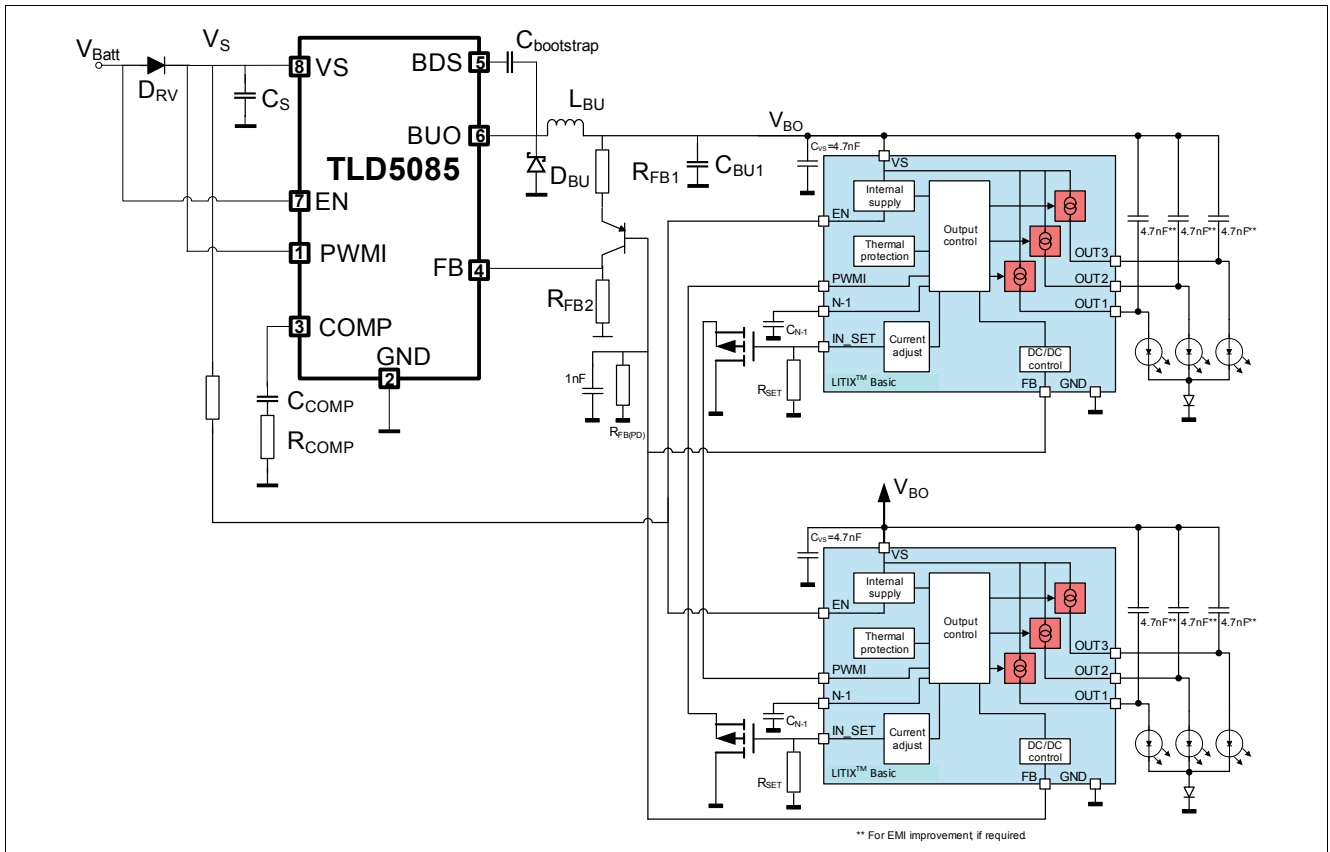 VBatt
VS
DRV
CS
8 VS
BDS 5
Cbootstrap
BUO 6
LBU
TLD5085
DBU
7 EN
1 PWMI
FB 4
3 COMP
GND
2
CCOMP
RCOMP
RFB1
CBU1
RFB2
1nF
RFB(PD)
VBO
CVS=4.7nF
VS
Internal
supply
EN
Output
control
Thermal
protection
PWMI
N-1
CN-1
IN_SET
Current
adjust
RSET
DC/DC
control
FB
GND
LITIX™ Basic
OUT3
OUT2
OUT1
4.7nF**
4.7nF**
4.7nF**
VBO
CVS=4.7nF
VS
Internal
supply
EN
Output
control
Thermal
protection
PWMI
N-1
CN-1
IN_SET
Current
adjust
RSET
DC/DC
control
FB
GND
LITIX™ Basic
OUT3
OUT2
OUT1
4.7nF**
4.7nF**
4.7nF**
** For EMI improvement, if required.